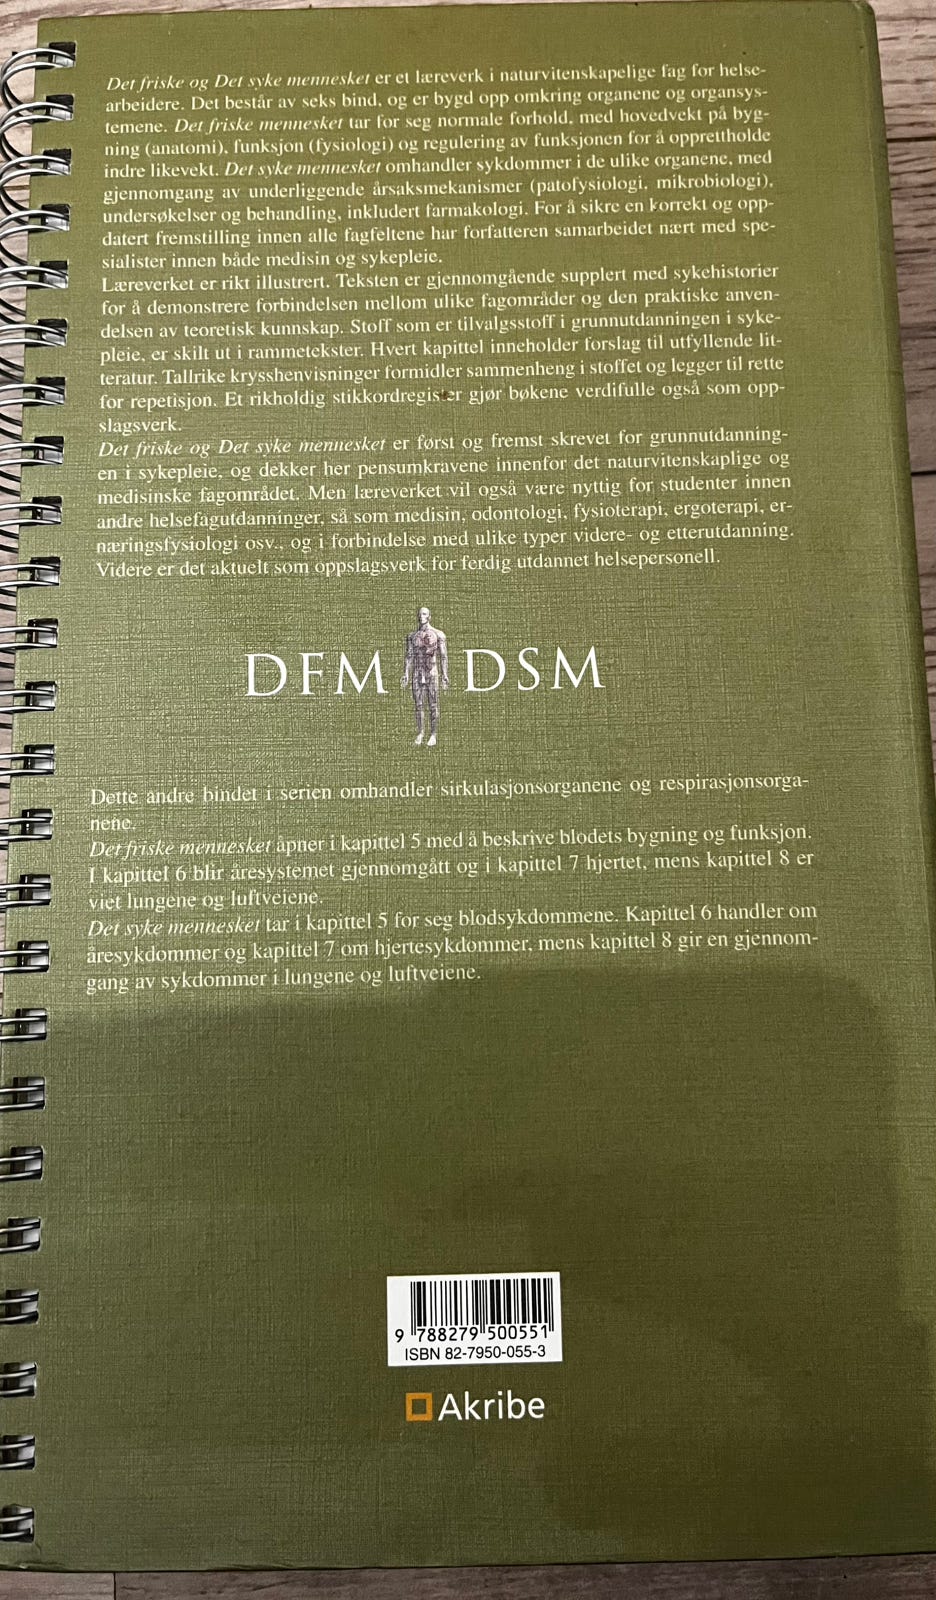 Det friske og Det syke mennesket er et læreverk i naturvitenskapelige fag for helse-
arbeidere. Det består av seks bind, og er bygd opp omkring organene og organsys-
temene. Det friske mennesket tar for seg normale forhold, med hovedvekt på byg-
ning (anatomi), funksjon (fysiologi) og regulering av funksjonen for å opprettholde
indre likevekt. Det syke mennesket omhandler sykdommer i de ulike organene, med
gjennomgang av underliggende årsaksmekanismer (patofysiologi, mikrobiologi),
undersøkelser og behandling, inkludert farmakologi. For å sikre en korrekt og opp-
datert fremstilling innen alle fagfeltene har forfatteren samarbeidet nært med spe-
sialister innen både medisin og sykepleie.
Læreverket er rikt illustrert. Teksten er gjennomgående supplert med sykehistorier
for å demonstrere forbindelsen mellom ulike fagområder og den praktiske anven-
delsen av teoretisk kunnskap. Stoff som er tilvalgsstoff i grunnutdanningen i syke-
pleie, er skilt ut i rammetekster. Hvert kapittel inneholder forslag til utfyllende lit-
teratur. Tallrike krysshenvisninger formidler sammenheng i stoffet og legger til rette
for repetisjon. Et rikholdig stikkordregister gjør bøkene verdifulle også som opp-
slagsverk.
Det friske og Det syke mennesket er først og fremst skrevet for grunnutdanning-
en i sykepleie, og dekker her pensumkravene innenfor det naturvitenskaplige og
medisinske fagområdet. Men læreverket vil også være nyttig for studenter innen
andre helsefagutdanninger, så som medisin, odontologi, fysioterapi, ergoterapi, er-
næringsfysiologi osv., og i forbindelse med ulike typer videre- og etterutdanning.
Videre er det aktuelt som oppslagsverk for ferdig utdannet helsepersonell.
DFM DSM
Dette andre bindet i serien omhandler sirkulasjonsorganene og respirasjonsorga-
nene.
Det friske mennesket åpner i kapittel 5 med å beskrive blodets bygning og funksjon.
I kapittel 6 blir åresystemet gjennomgått og i kapittel 7 hjertet, mens kapittel 8 er
viet lungene og luftveiene.
Det syke mennesket tar i kapittel 5 for seg blodsykdommene. Kapittel 6 handler om
åresykdommer og kapittel 7 om hjertesykdommer, mens kapittel 8 gir en gjennom-
gang av sykdommer i lungene og luftveiene.
9 788279 500551
ISBN 82-7950-055-3
Akribe